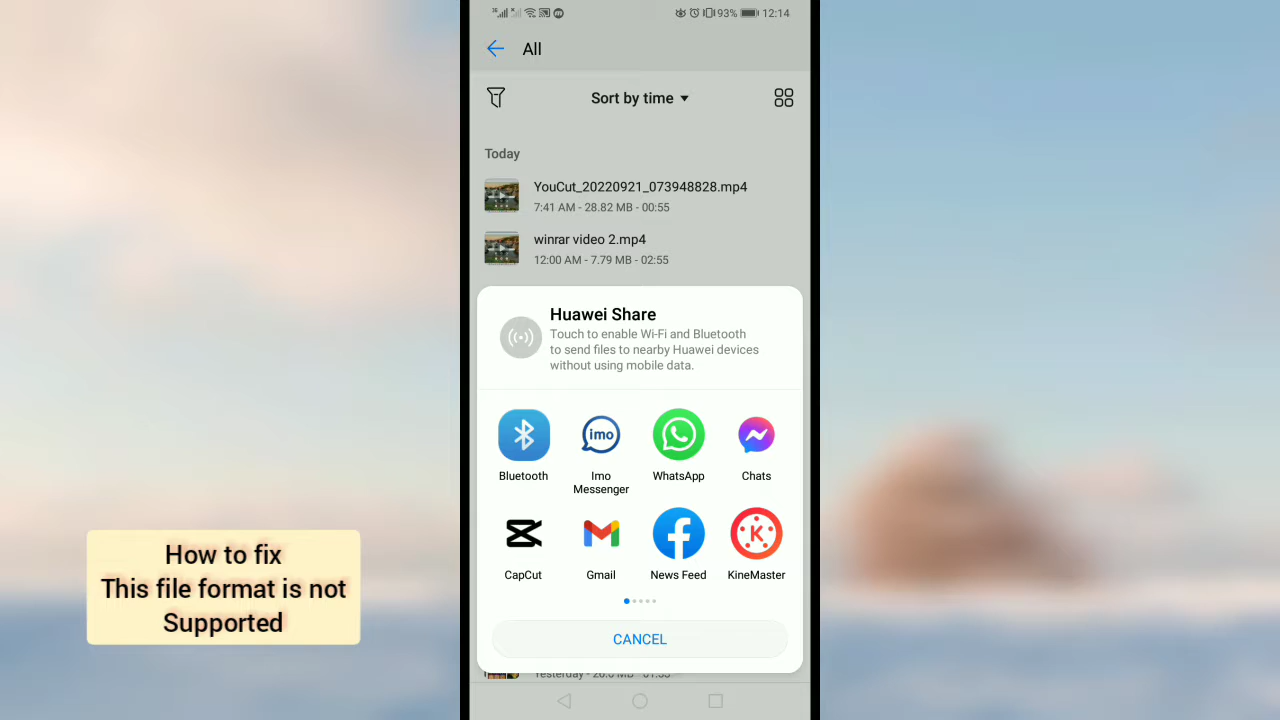 93% 12:14
All
Sort by time
Today
YouCut_20220921_073948828.mp4
7:41 AM - 28.82 MB - 00:55
winrar video 2.mp4
12:00 AM - 7.79 MB - 02:55
Huawei Share
Touch to enable Wi-Fi and Bluetooth
to send files to nearby Huawei devices
without using mobile data.
imo
Bluetooth
Imo
Messenger
WhatsApp
Chats
K
CapCut
Gmail
News Feed
KineMaster
CANCEL
How to fix
This file format is not
Supported